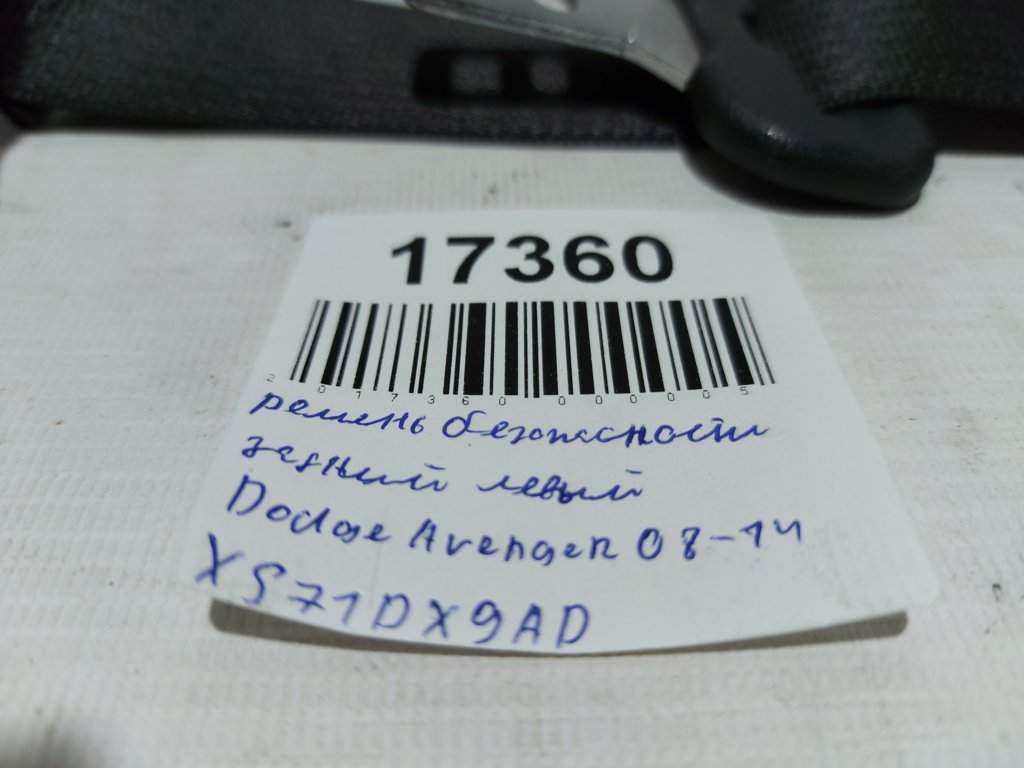 17360
2017360000005
ремень безопасности
задний левый
Dodge Avenger 08-14
XS71DX9AD